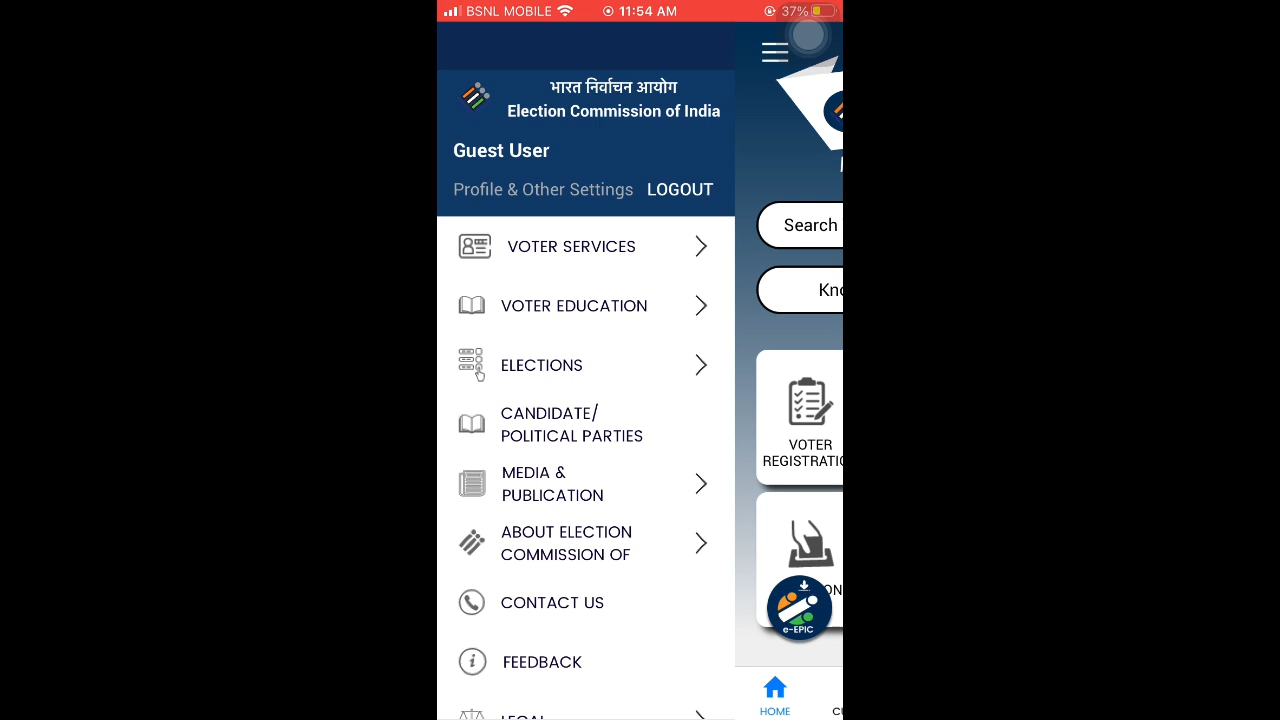 BSNL MOBILE 11:54 AM 37%
भारत निर्वाचन आयोग
Election Commission of India
Guest User
Profile & Other Settings LOGOUT
VOTER SERVICES
VOTER EDUCATION
ELECTIONS
CANDIDATE/
POLITICAL PARTIES
MEDIA &
PUBLICATION
ABOUT ELECTION
COMMISSION OF
CONTACT US
FEEDBACK
Search
VOTER
e-EPIC
HOME